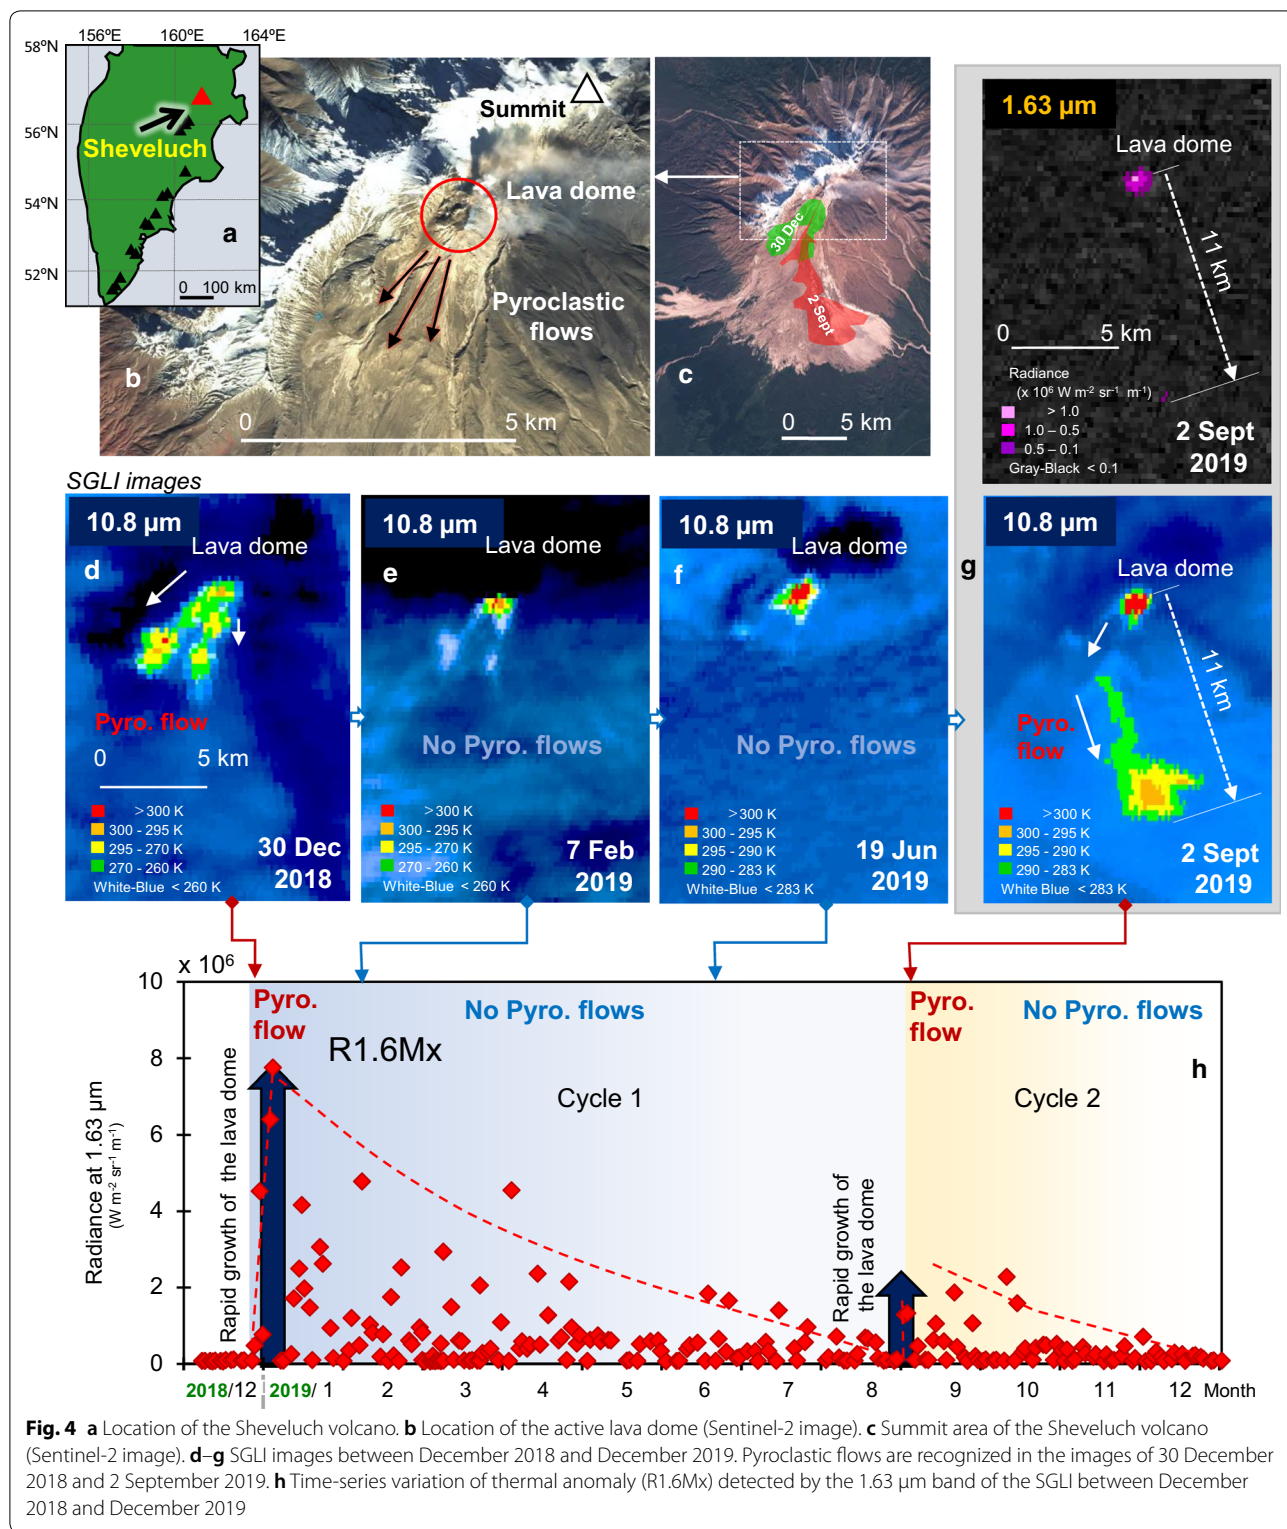 156ºE 160ºE 164ºE
58ºN
56ºN
54ºN
52ºN
Sheveluch
a
0 100 km
Summit
Lava dome
Pyroclastic
flows
b
0 5 km
30 Dec
2 Sept
c
0 5 km
1.63 µm
Lava dome
11 km
0 5 km
Radiance
(x 10⁶ W m⁻² sr⁻¹ m⁻¹)
> 1.0
1.0 – 0.5
0.5 – 0.1
Gray-Black < 0.1
2 Sept
2019
SGLI images
10.8 µm
Lava dome
d
Pyro. flow
0 5 km
>300 K
300 - 295 K
295 - 270 K
270 - 260 K
White-Blue < 260 K
30 Dec
2018
10.8 µm
Lava dome
e
No Pyro. flows
>300 K
300 - 295 K
295 - 270 K
270 - 260 K
White-Blue < 260 K
7 Feb
2019
10.8 µm
Lava dome
f
No Pyro. flows
>300 K
300 - 295 K
295 - 290 K
290 - 283 K
White-Blue < 283 K
19 Jun
2019
g
10.8 µm
Lava dome
11 km
Pyro.
flow
>300 K
300 - 295 K
295 - 290 K
290 - 283 K
White Blue < 283 K
2 Sept
2019
x 10⁶
10
8
6
4
2
0
Radiance at 1.63 µm
(W m⁻² sr⁻¹ m⁻¹)
Pyro.
flow
No Pyro. flows
Pyro.
flow
No Pyro. flows
R1.6Mx
h
Cycle 1
Cycle 2
Rapid growth of the lava dome
Rapid growth of
the lava dome
2018/12 2019/ 1 2 3 4 5 6 7 8 9 10 11 12 Month
Fig. 4 a Location of the Sheveluch volcano. b Location of the active lava dome (Sentinel-2 image). c Summit area of the Sheveluch volcano
(Sentinel-2 image). d–g SGLI images between December 2018 and December 2019. Pyroclastic flows are recognized in the images of 30 December
2018 and 2 September 2019. h Time-series variation of thermal anomaly (R1.6Mx) detected by the 1.63 µm band of the SGLI between December
2018 and December 2019